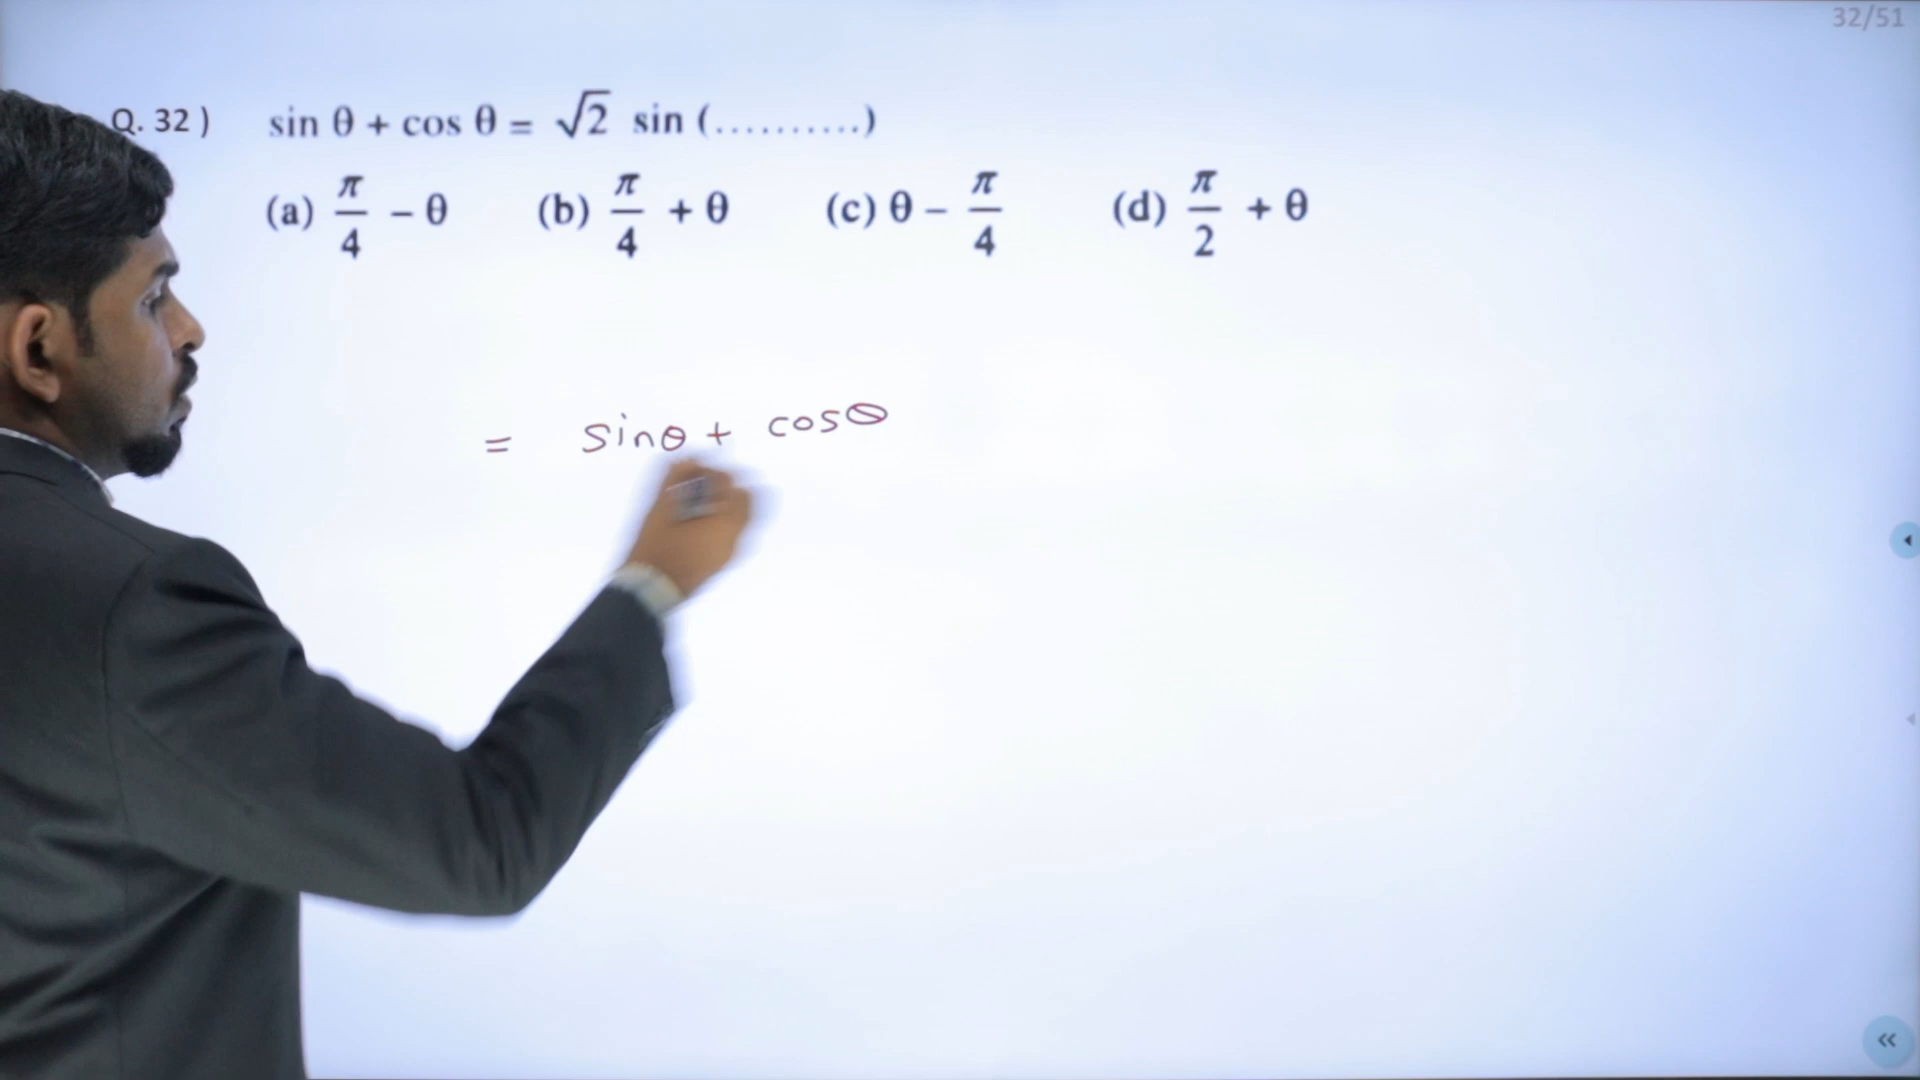 32/51
Q. 32 ) sin θ + cos θ = √2 sin (..........)
(a) π/4 − θ (b) π/4 + θ (c) θ − π/4 (d) π/2 + θ
= sinθ + cosθ